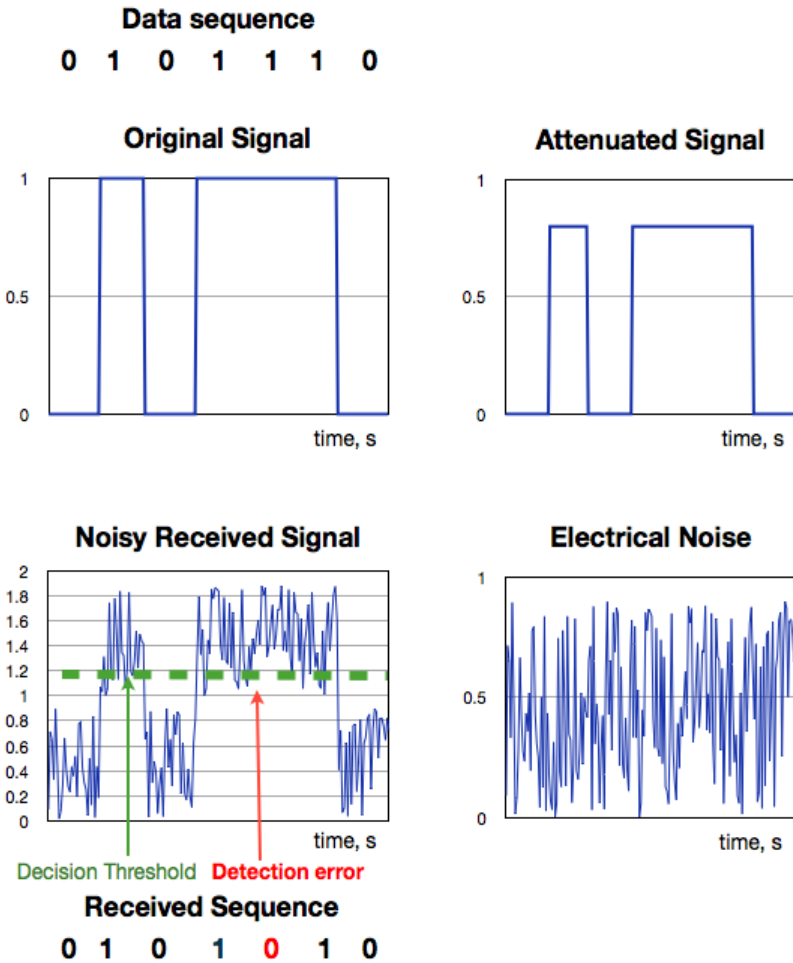 Data sequence
0 1 0 1 1 1 0
Original Signal
1
0.5
0
time, s
Attenuated Signal
1
0.5
0
time, s
Noisy Received Signal
2
1.8
1.6
1.4
1.2
1
0.8
0.6
0.4
0.2
0
time, s
Electrical Noise
1
0.5
0
time, s
Decision Threshold Detection error
Received Sequence
0 1 0 1 0 1 0